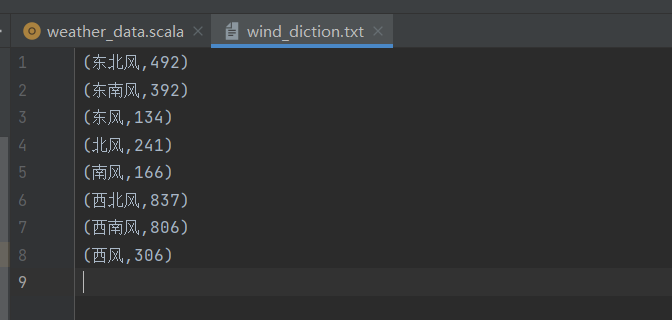 weather_data.scala wind_diction.txt
1 (东北风,492)
2 (东南风,392)
3 (东风,134)
4 (北风,241)
5 (南风,166)
6 (西北风,837)
7 (西南风,806)
8 (西风,306)
9